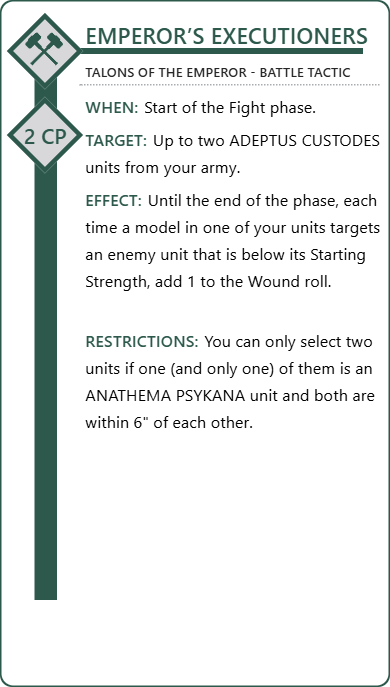 EMPEROR'S EXECUTIONERS
TALONS OF THE EMPEROR - BATTLE TACTIC
WHEN: Start of the Fight phase.
2 CP
TARGET: Up to two ADEPTUS CUSTODES
units from your army.
EFFECT: Until the end of the phase, each
time a model in one of your units targets
an enemy unit that is below its Starting
Strength, add 1 to the Wound roll.
RESTRICTIONS: You can only select two
units if one (and only one) of them is an
ANATHEMA PSYKANA unit and both are
within 6" of each other.